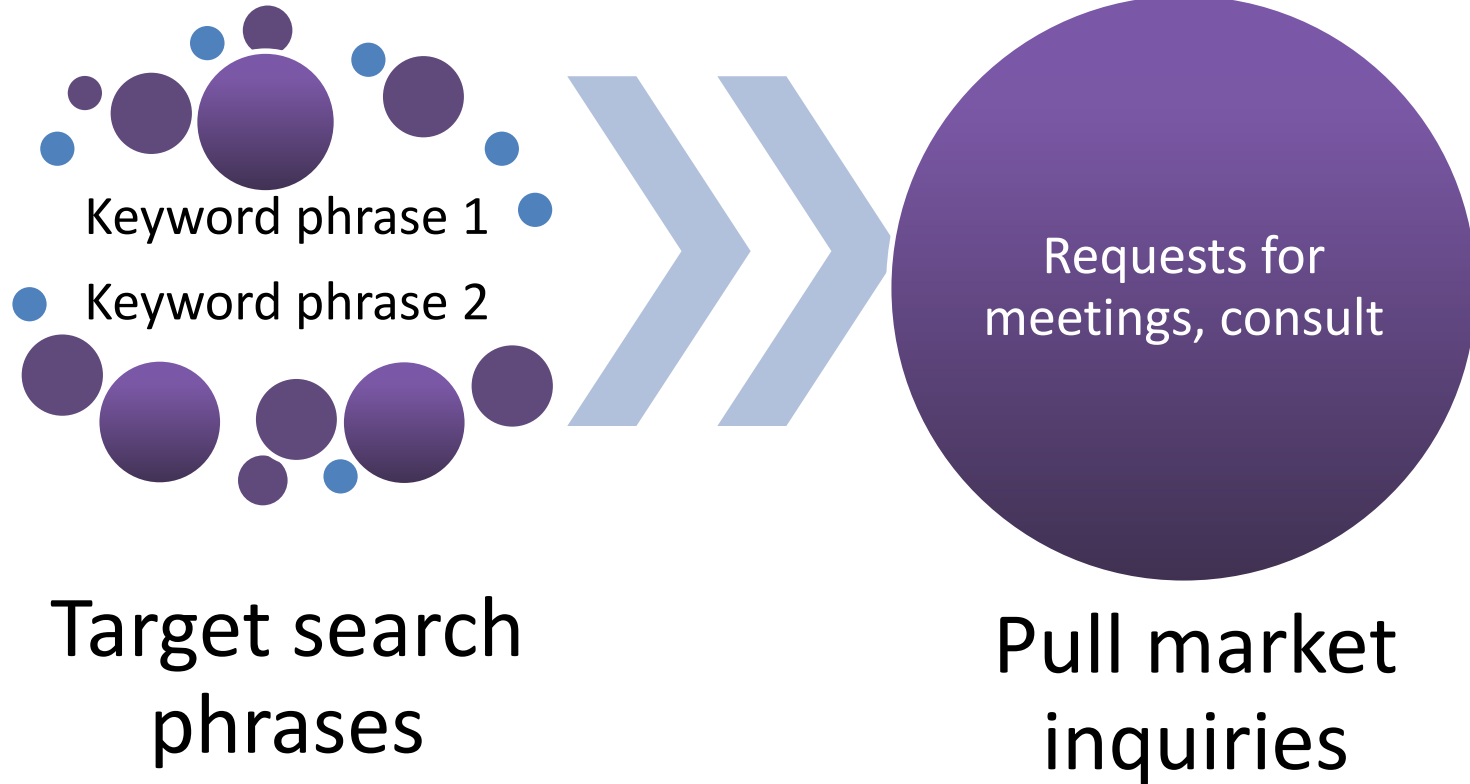 Keyword phrase 1
Keyword phrase 2
Target search
phrases
Requests for
meetings, consult
Pull market
inquiries